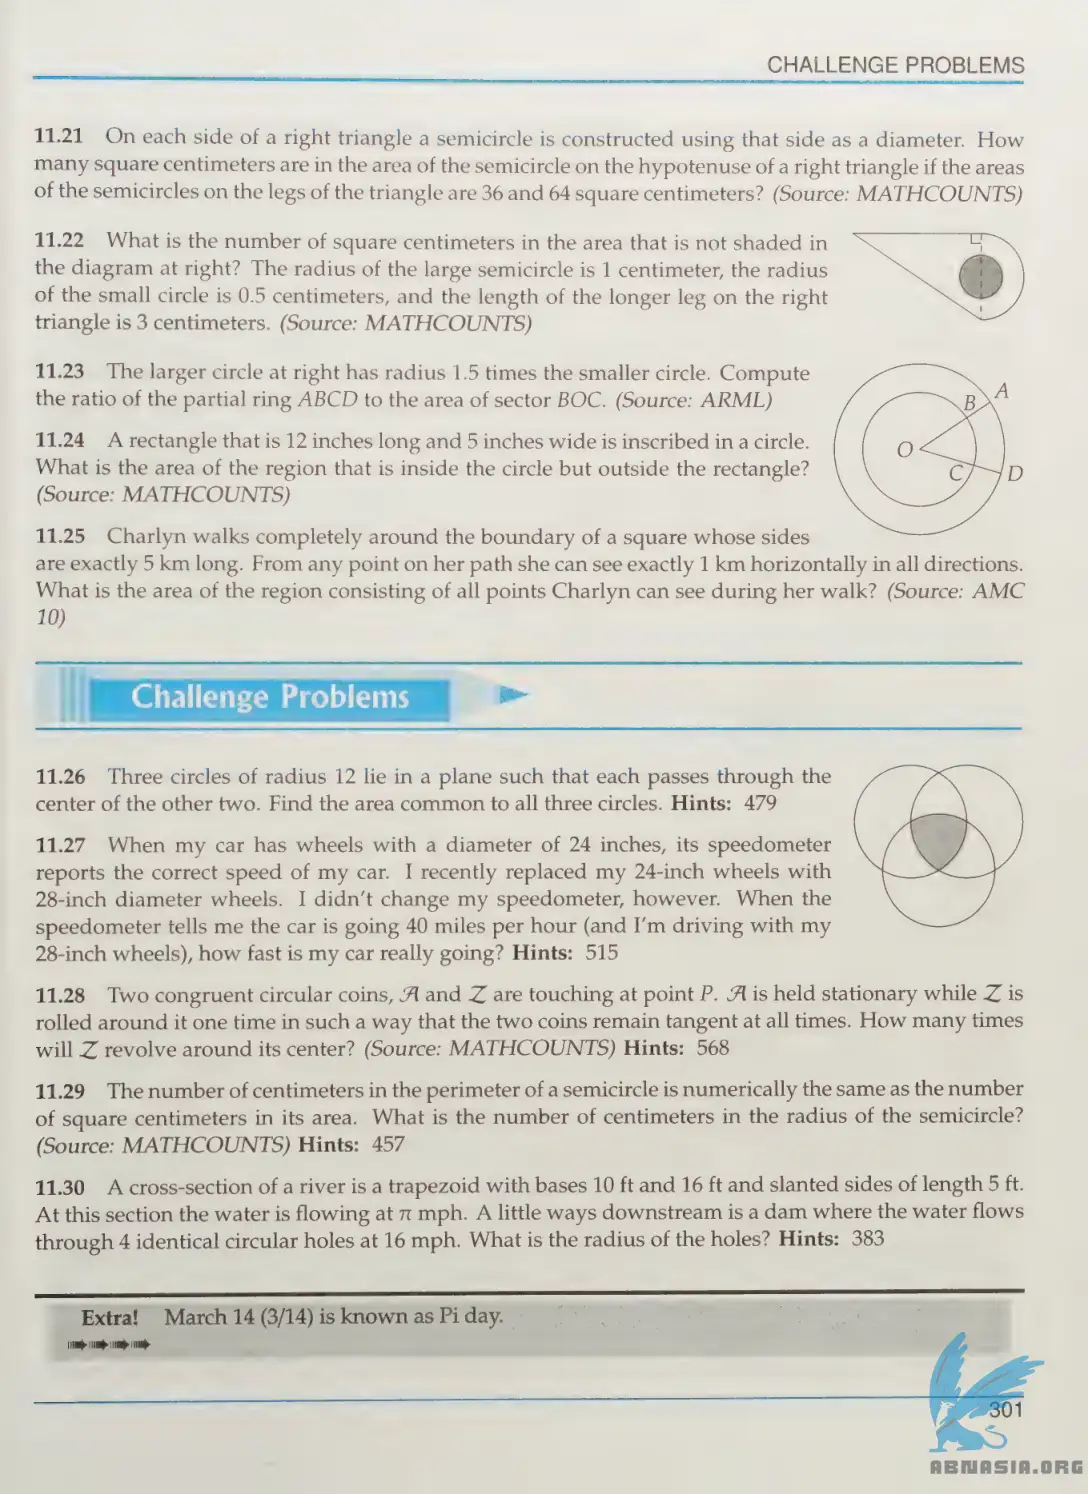 CHALLENGE PROBLEMS
11.21 On each side of a right triangle a semicircle is constructed using that side as a diameter. How
many square centimeters are in the area of the semicircle on the hypotenuse of a right triangle if the areas
of the semicircles on the legs of the triangle are 36 and 64 square centimeters? (Source: MATHCOUNTS)
11.22 What is the number of square centimeters in the area that is not shaded in
the diagram at right? The radius of the large semicircle is 1 centimeter, the radius
of the small circle is 0.5 centimeters, and the length of the longer leg on the right
triangle is 3 centimeters. (Source: MATHCOUNTS)
11.23 The larger circle at right has radius 1.5 times the smaller circle. Compute
the ratio of the partial ring ABCD to the area of sector BOC. (Source: ARML)
A
B
O
C
D
11.24 A rectangle that is 12 inches long and 5 inches wide is inscribed in a circle.
What is the area of the region that is inside the circle but outside the rectangle?
(Source: MATHCOUNTS)
11.25 Charlyn walks completely around the boundary of a square whose sides
are exactly 5 km long. From any point on her path she can see exactly 1 km horizontally in all directions.
What is the area of the region consisting of all points Charlyn can see during her walk? (Source: AMC
10)
Challenge Problems
11.26 Three circles of radius 12 lie in a plane such that each passes through the
center of the other two. Find the area common to all three circles. Hints: 479
11.27 When my car has wheels with a diameter of 24 inches, its speedometer
reports the correct speed of my car. I recently replaced my 24-inch wheels with
28-inch diameter wheels. I didn't change my speedometer, however. When the
speedometer tells me the car is going 40 miles per hour (and I'm driving with my
28-inch wheels), how fast is my car really going? Hints: 515
11.28 Two congruent circular coins, 𝒜 and 𝒵 are touching at point P. 𝒜 is held stationary while 𝒵 is
rolled around it one time in such a way that the two coins remain tangent at all times. How many times
will 𝒵 revolve around its center? (Source: MATHCOUNTS) Hints: 568
11.29 The number of centimeters in the perimeter of a semicircle is numerically the same as the number
of square centimeters in its area. What is the number of centimeters in the radius of the semicircle?
(Source: MATHCOUNTS) Hints: 457
11.30 A cross-section of a river is a trapezoid with bases 10 ft and 16 ft and slanted sides of length 5 ft.
At this section the water is flowing at π mph. A little ways downstream is a dam where the water flows
through 4 identical circular holes at 16 mph. What is the radius of the holes? Hints: 383
Extra! March 14 (3/14) is known as Pi day.
301
ABNASIA.ORG